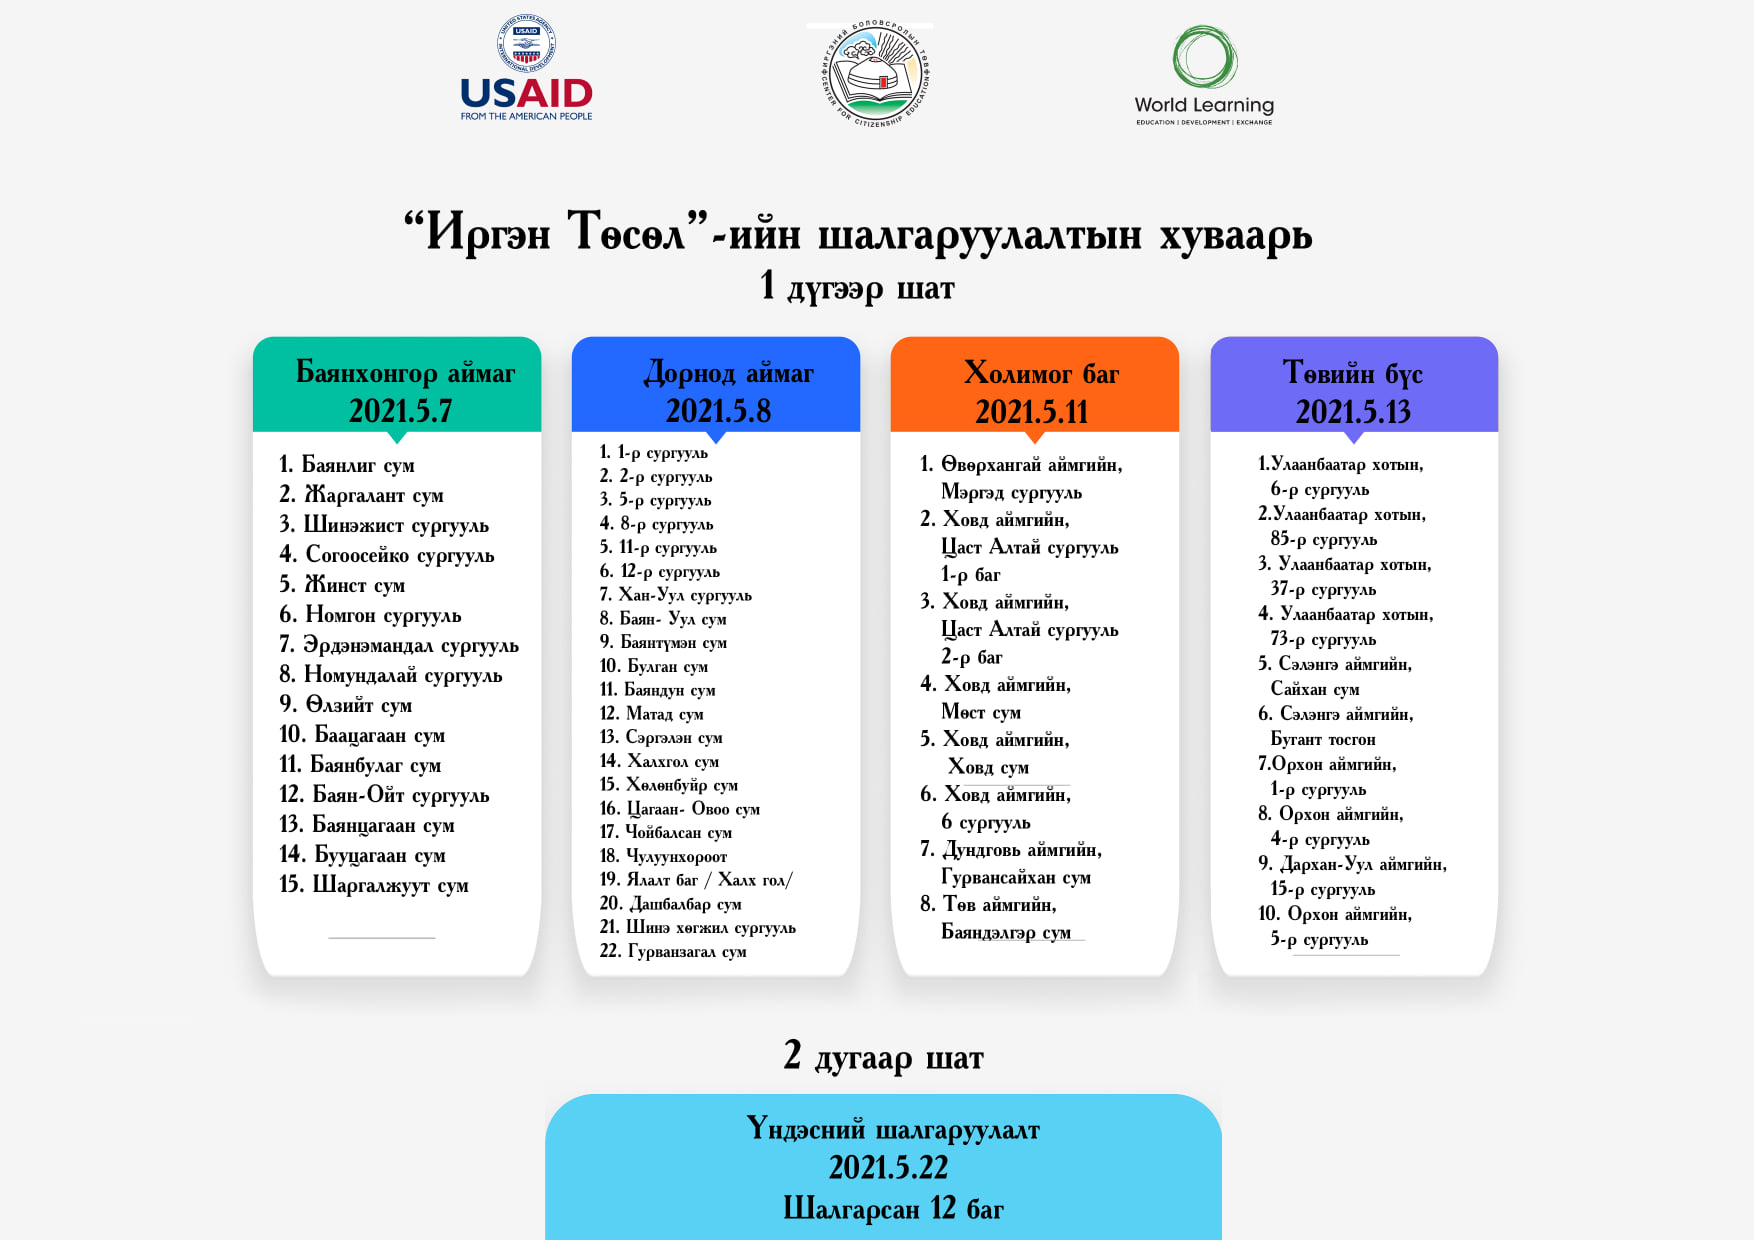 UNITED STATES AGENCY
USAID
INTERNATIONAL DEVELOPMENT
USAID
FROM THE AMERICAN PEOPLE
ИРГЭНИЙ БОЛОВСРОЛЫН ТӨВ
CENTER FOR CITIZENSHIP EDUCATION
World Learning
EDUCATION | DEVELOPMENT | EXCHANGE
“Иргэн Төсөл”-ийн шалгаруулалтын хуваарь
1 дүгээр шат
Баянхонгор аймаг
2021.5.7
1. Баянлиг сум
2. Жаргалант сум
3. Шинэжист сургууль
4. Согоосейко сургууль
5. Жинст сум
6. Номгон сургууль
7. Эрдэнэмандал сургууль
8. Номундалай сургууль
9. Өлзийт сум
10. Баацагаан сум
11. Баянбулаг сум
12. Баян-Ойт сургууль
13. Баянцагаан сум
14. Бууцагаан сум
15. Шаргалжуут сум
Дорнод аймаг
2021.5.8
1. 1-р сургууль
2. 2-р сургууль
3. 5-р сургууль
4. 8-р сургууль
5. 11-р сургууль
6. 12-р сургууль
7. Хан-Уул сургууль
8. Баян- Уул сум
9. Баянтүмэн сум
10. Булган сум
11. Баяндун сум
12. Матад сум
13. Сэргэлэн сум
14. Халхгол сум
15. Хөлөнбуйр сум
16. Цагаан- Овоо сум
17. Чойбалсан сум
18. Чулуунхороот
19. Ялалт баг / Халх гол/
20. Дашбалбар сум
21. Шинэ хөгжил сургууль
22. Гурванзагал сум
Холимог баг
2021.5.11
1. Өвөрхангай аймгийн,
Мэргэд сургууль
2. Ховд аймгийн,
Цаст Алтай сургууль
1-р баг
3. Ховд аймгийн,
Цаст Алтай сургууль
2-р баг
4. Ховд аймгийн,
Мөст сум
5. Ховд аймгийн,
Ховд сум
6. Ховд аймгийн,
6 сургууль
7. Дундговь аймгийн,
Гурвансайхан сум
8. Төв аймгийн,
Баяндэлгэр сум
Төвийн бүс
2021.5.13
1.Улаанбаатар хотын,
6-р сургууль
2.Улаанбаатар хотын,
85-р сургууль
3. Улаанбаатар хотын,
37-р сургууль
4. Улаанбаатар хотын,
73-р сургууль
5. Сэлэнгэ аймгийн,
Сайхан сум
6. Сэлэнгэ аймгийн,
Бугант тосгон
7.Орхон аймгийн,
1-р сургууль
8. Орхон аймгийн,
4-р сургууль
9. Дархан-Уул аймгийн,
15-р сургууль
10. Орхон аймгийн,
5-р сургууль
2 дугаар шат
Үндэсний шалгаруулалт
2021.5.22
Шалгарсан 12 баг